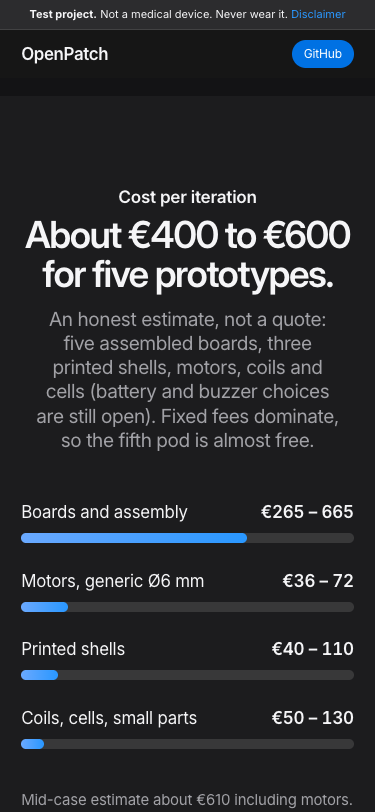 Test project. Not a medical device. Never wear it. Disclaimer
OpenPatch
GitHub
Cost per iteration
About €400 to €600
for five prototypes.
An honest estimate, not a quote:
five assembled boards, three
printed shells, motors, coils and
cells (battery and buzzer choices
are still open). Fixed fees dominate,
so the fifth pod is almost free.
Boards and assembly €265 – 665
Motors, generic Ø6 mm €36 – 72
Printed shells €40 – 110
Coils, cells, small parts €50 – 130
Mid-case estimate about €610 including motors.